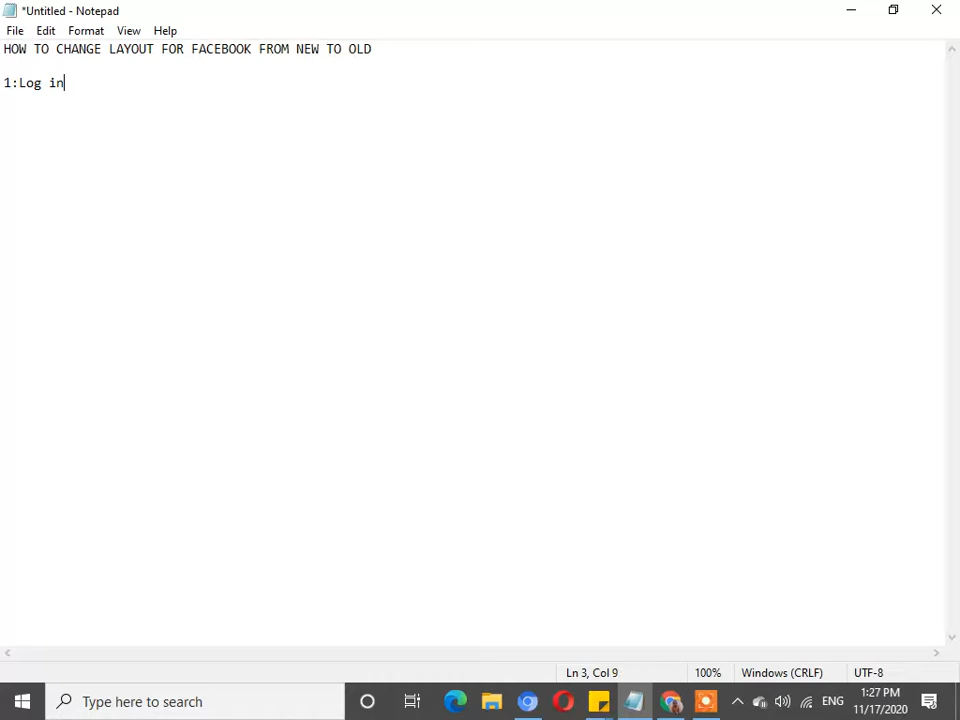 *Untitled - Notepad
File Edit Format View Help
HOW TO CHANGE LAYOUT FOR FACEBOOK FROM NEW TO OLD
1:Log in
Ln 3, Col 9 100% Windows (CRLF) UTF-8
Type here to search
ENG
1:27 PM
11/17/2020